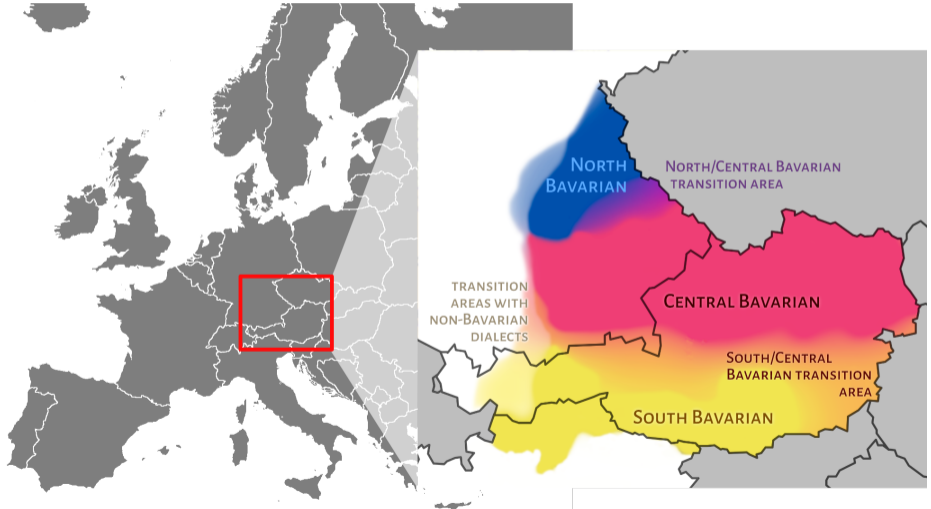 North
Bavarian
North/Central Bavarian
transition area
transition
areas with
non-Bavarian
dialects
Central Bavarian
South/Central
Bavarian transition
area
South Bavarian